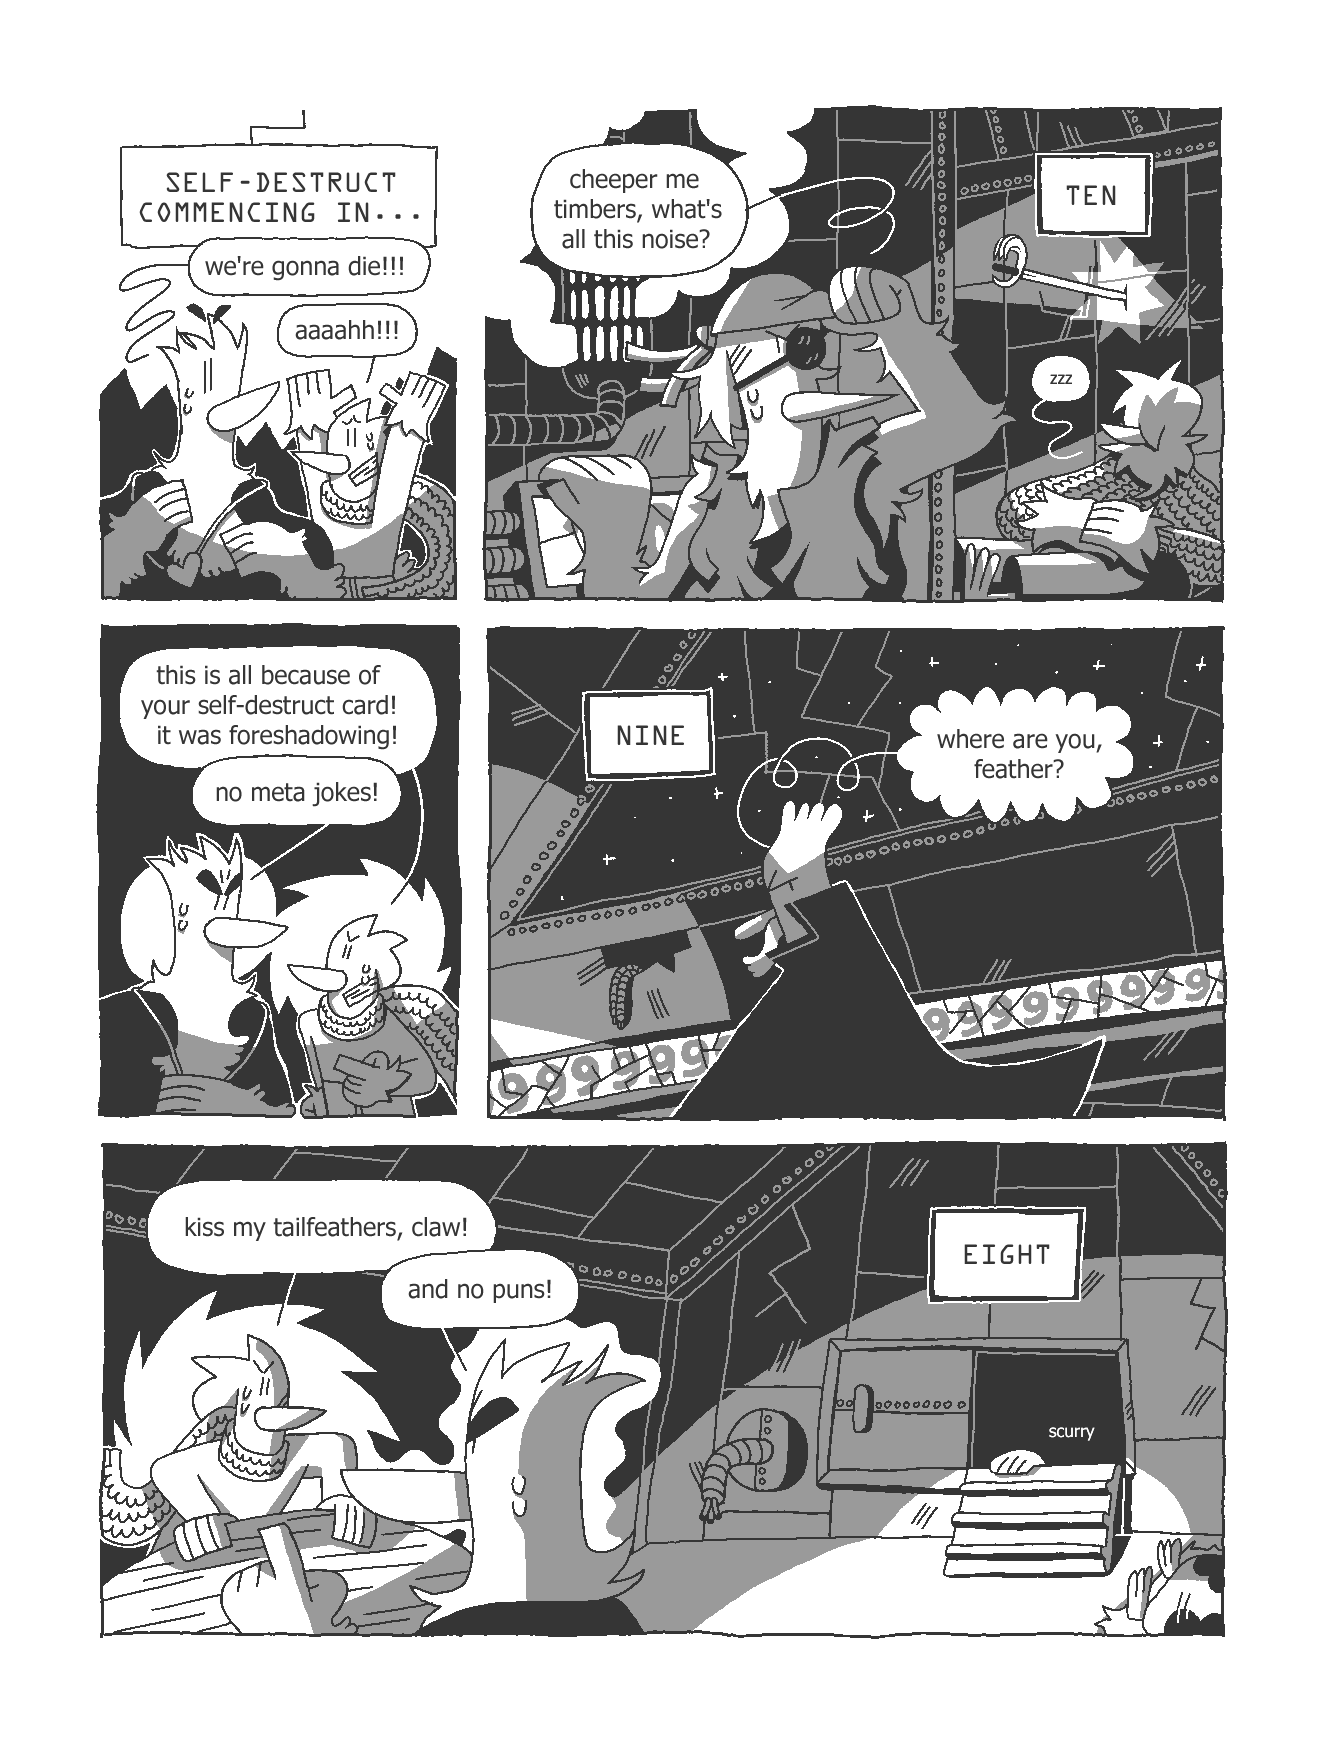 SELF-DESTRUCT
COMMENCING IN...
we're gonna die!!!
aaaahh!!!
cheeper me
timbers, what's
all this noise?
TEN
zzz
this is all because of
your self-destruct card!
it was foreshadowing!
no meta jokes!
NINE
where are you,
feather?
99999999
999999999
kiss my tailfeathers, claw!
and no puns!
EIGHT
scurry